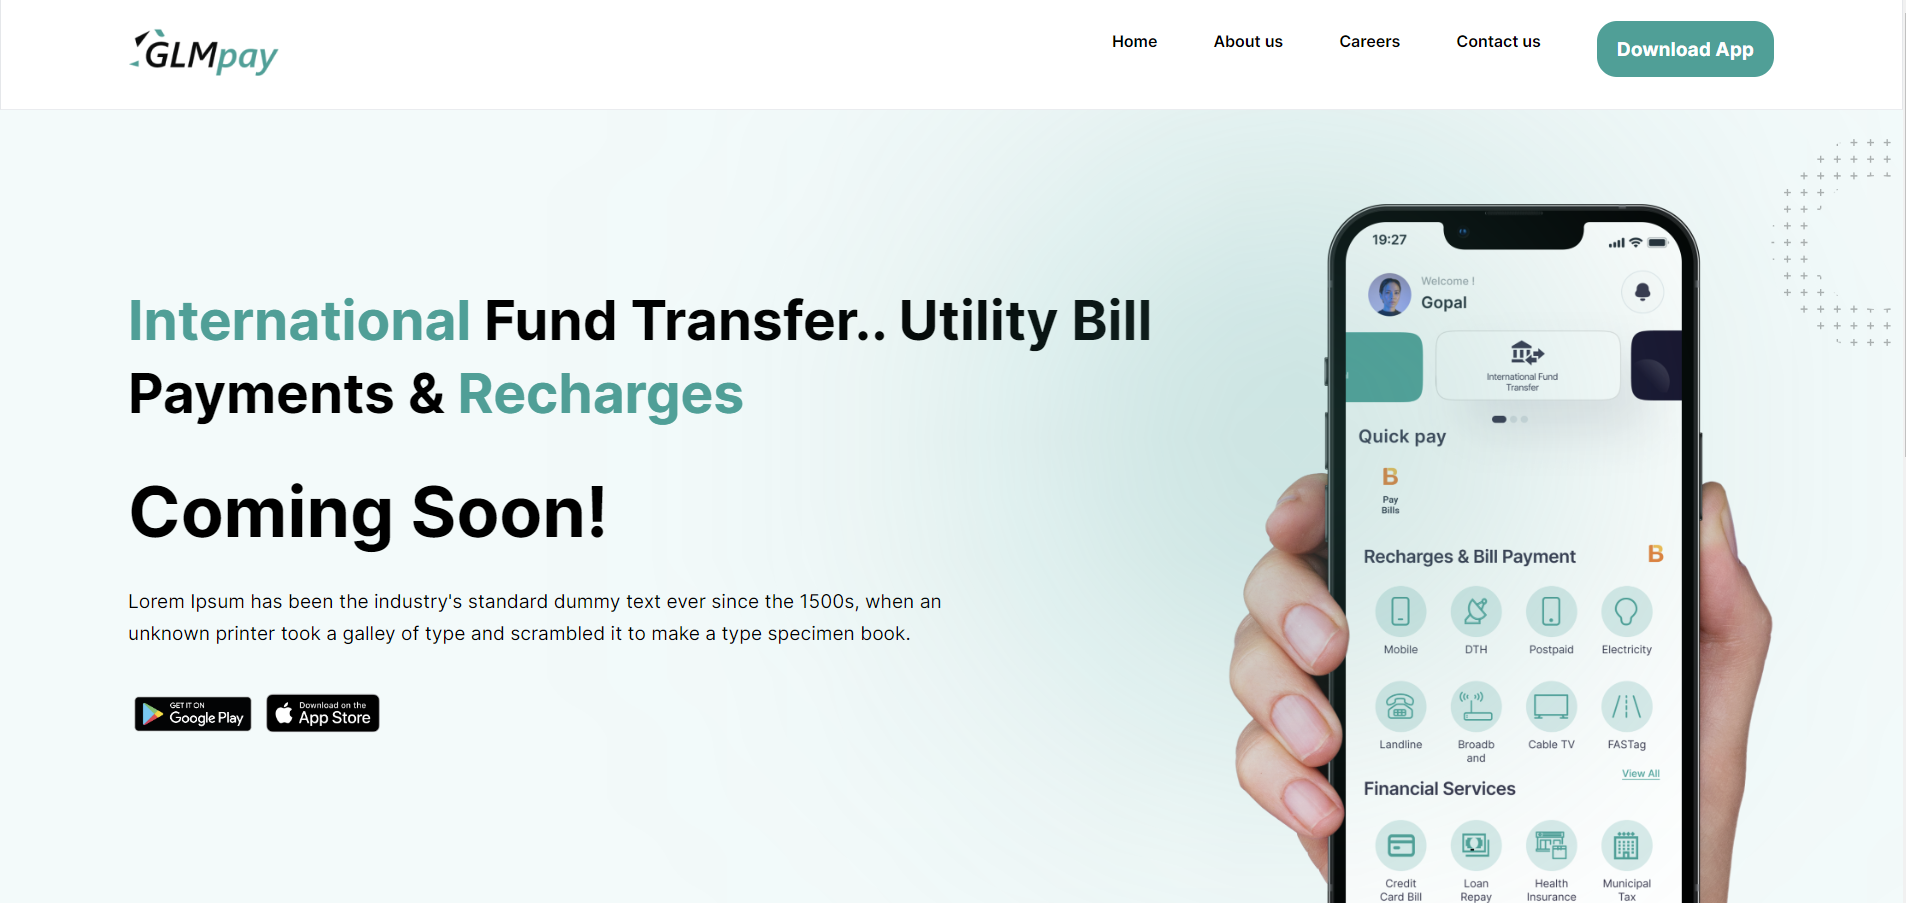 GLMpay
Home
About us
Careers
Contact us
Download App
International Fund Transfer.. Utility Bill
Payments & Recharges
Coming Soon!
Lorem Ipsum has been the industry's standard dummy text ever since the 1500s, when an
unknown printer took a galley of type and scrambled it to make a type specimen book.
GET IT ON
Google Play
Download on the
App Store
19:27
Welcome !
Gopal
International Fund
Transfer
Quick pay
B
Pay
Bills
Recharges & Bill Payment
B
Mobile
DTH
Postpaid
Electricity
Landline
Broadb
and
Cable TV
FASTag
View All
Financial Services
Credit
Card Bill
Loan
Repay
Health
Insurance
Municipal
Tax